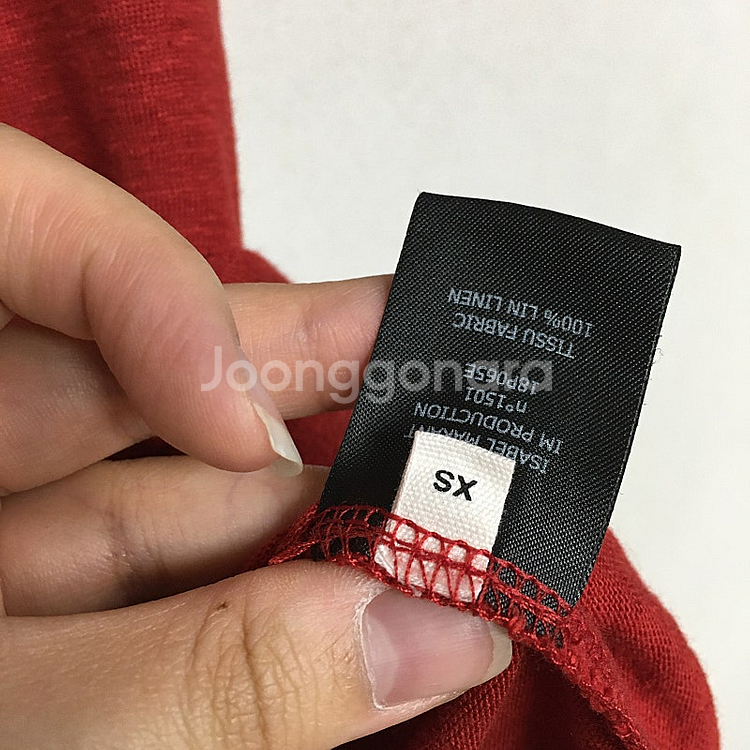 ISABEL MARANT
IM PRODUCTION
n°1501
18P065E
TISSU FABRIC
100% LIN LINEN
XS
Joonggonara